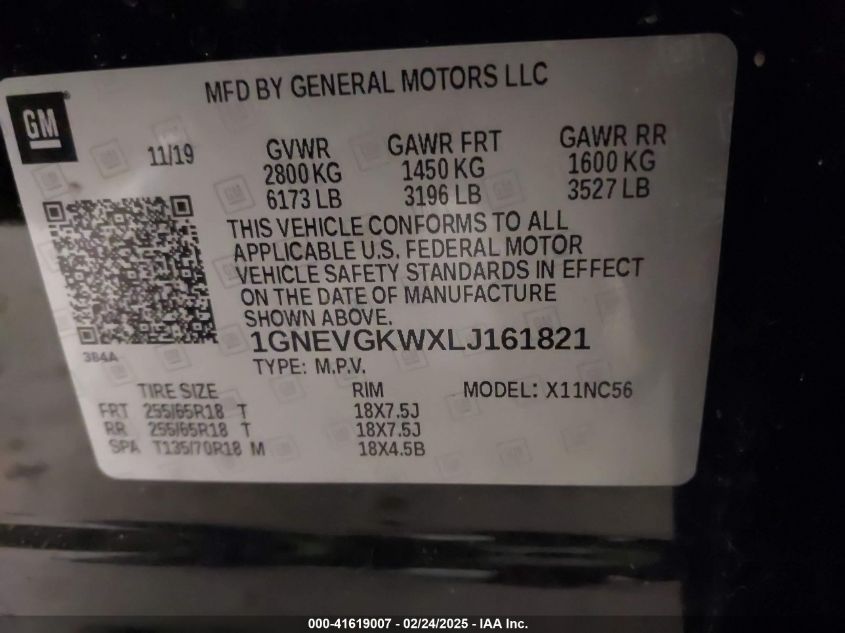 MFD BY GENERAL MOTORS LLC
GM
11/19
GVWR GAWR FRT GAWR RR
2800 KG 1450 KG 1600 KG
6173 LB 3196 LB 3527 LB
THIS VEHICLE CONFORMS TO ALL
APPLICABLE U.S. FEDERAL MOTOR
VEHICLE SAFETY STANDARDS IN EFFECT
ON THE DATE OF MANUFACTURE
SHOWN ABOVE.
1GNEVGKWXLJ161821
3B4A
TYPE: M.P.V.
TIRE SIZE RIM MODEL: X11NC56
FRT 255/65R18 T 18X7.5J
RR 255/65R18 T 18X7.5J
SPA T135/70R18 M 18X4.5B
000-41619007 - 02/24/2025 - IAA Inc.